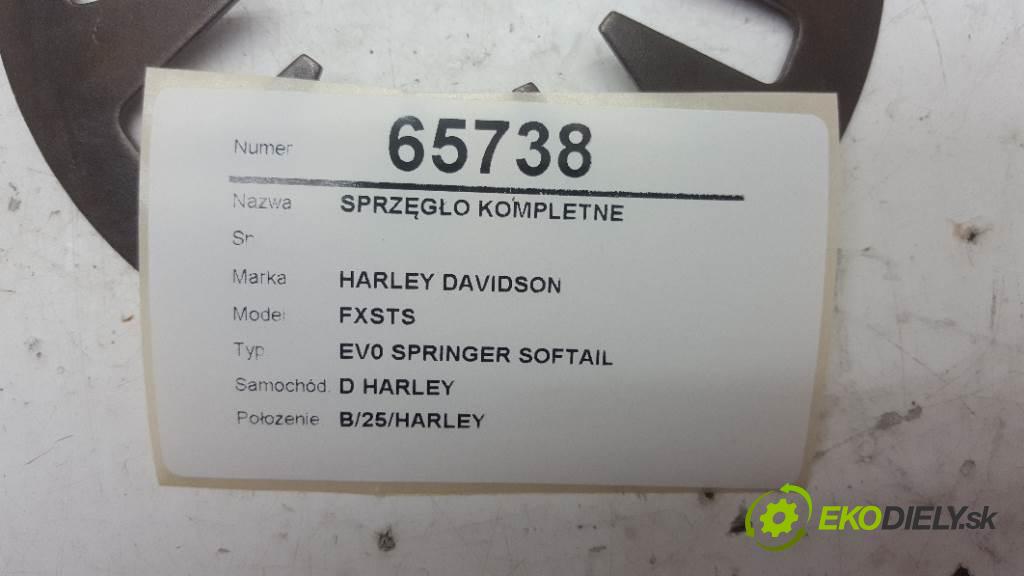 Numer 65738
Nazwa SPRZĘGŁO KOMPLETNE
Sn
Marka HARLEY DAVIDSON
Model FXSTS
Typ EV0 SPRINGER SOFTAIL
Samochód. D HARLEY
Położenie B/25/HARLEY
EKODIELY.sk